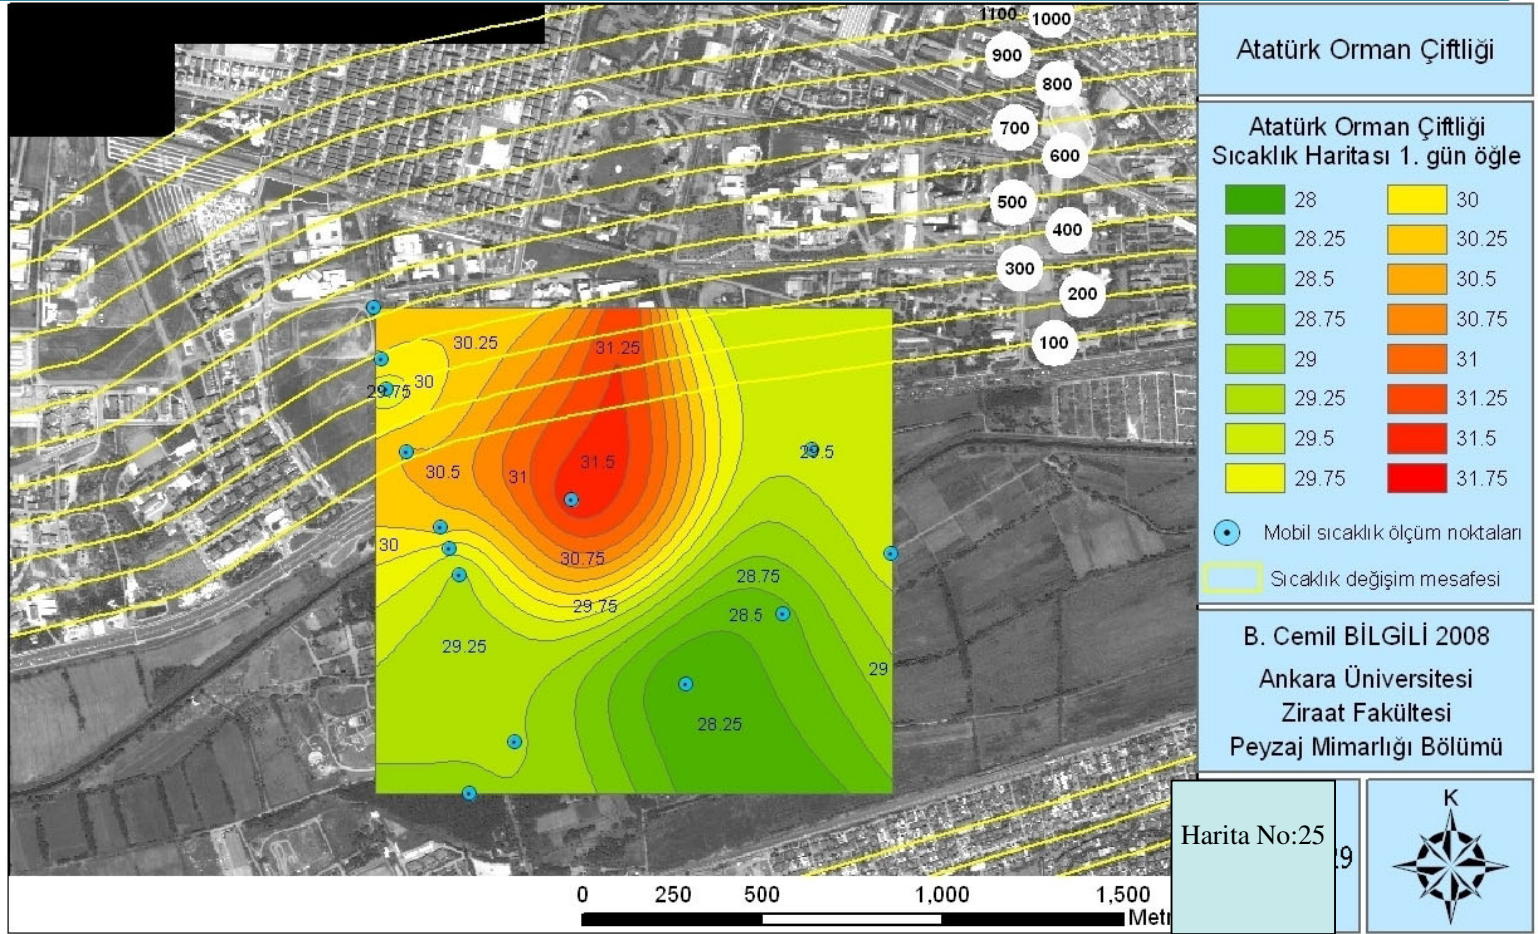 1100
1000
900
800
700
600
500
400
300
200
100
30.25
31.25
30
29.75
30.5
31
31.5
29.5
30
30.75
28.75
29.75
28.5
29.25
29
28.25
0 250 500 1,000 1,500
Metr
Atatürk Orman Çiftliği
Atatürk Orman Çiftliği
Sıcaklık Haritası 1. gün öğle
28 30
28.25 30.25
28.5 30.5
28.75 30.75
29 31
29.25 31.25
29.5 31.5
29.75 31.75
Mobil sıcaklık ölçüm noktaları
Sıcaklık değişim mesafesi
B. Cemil BİLGİLİ 2008
Ankara Üniversitesi
Ziraat Fakültesi
Peyzaj Mimarlığı Bölümü
Harita No:25
9
K